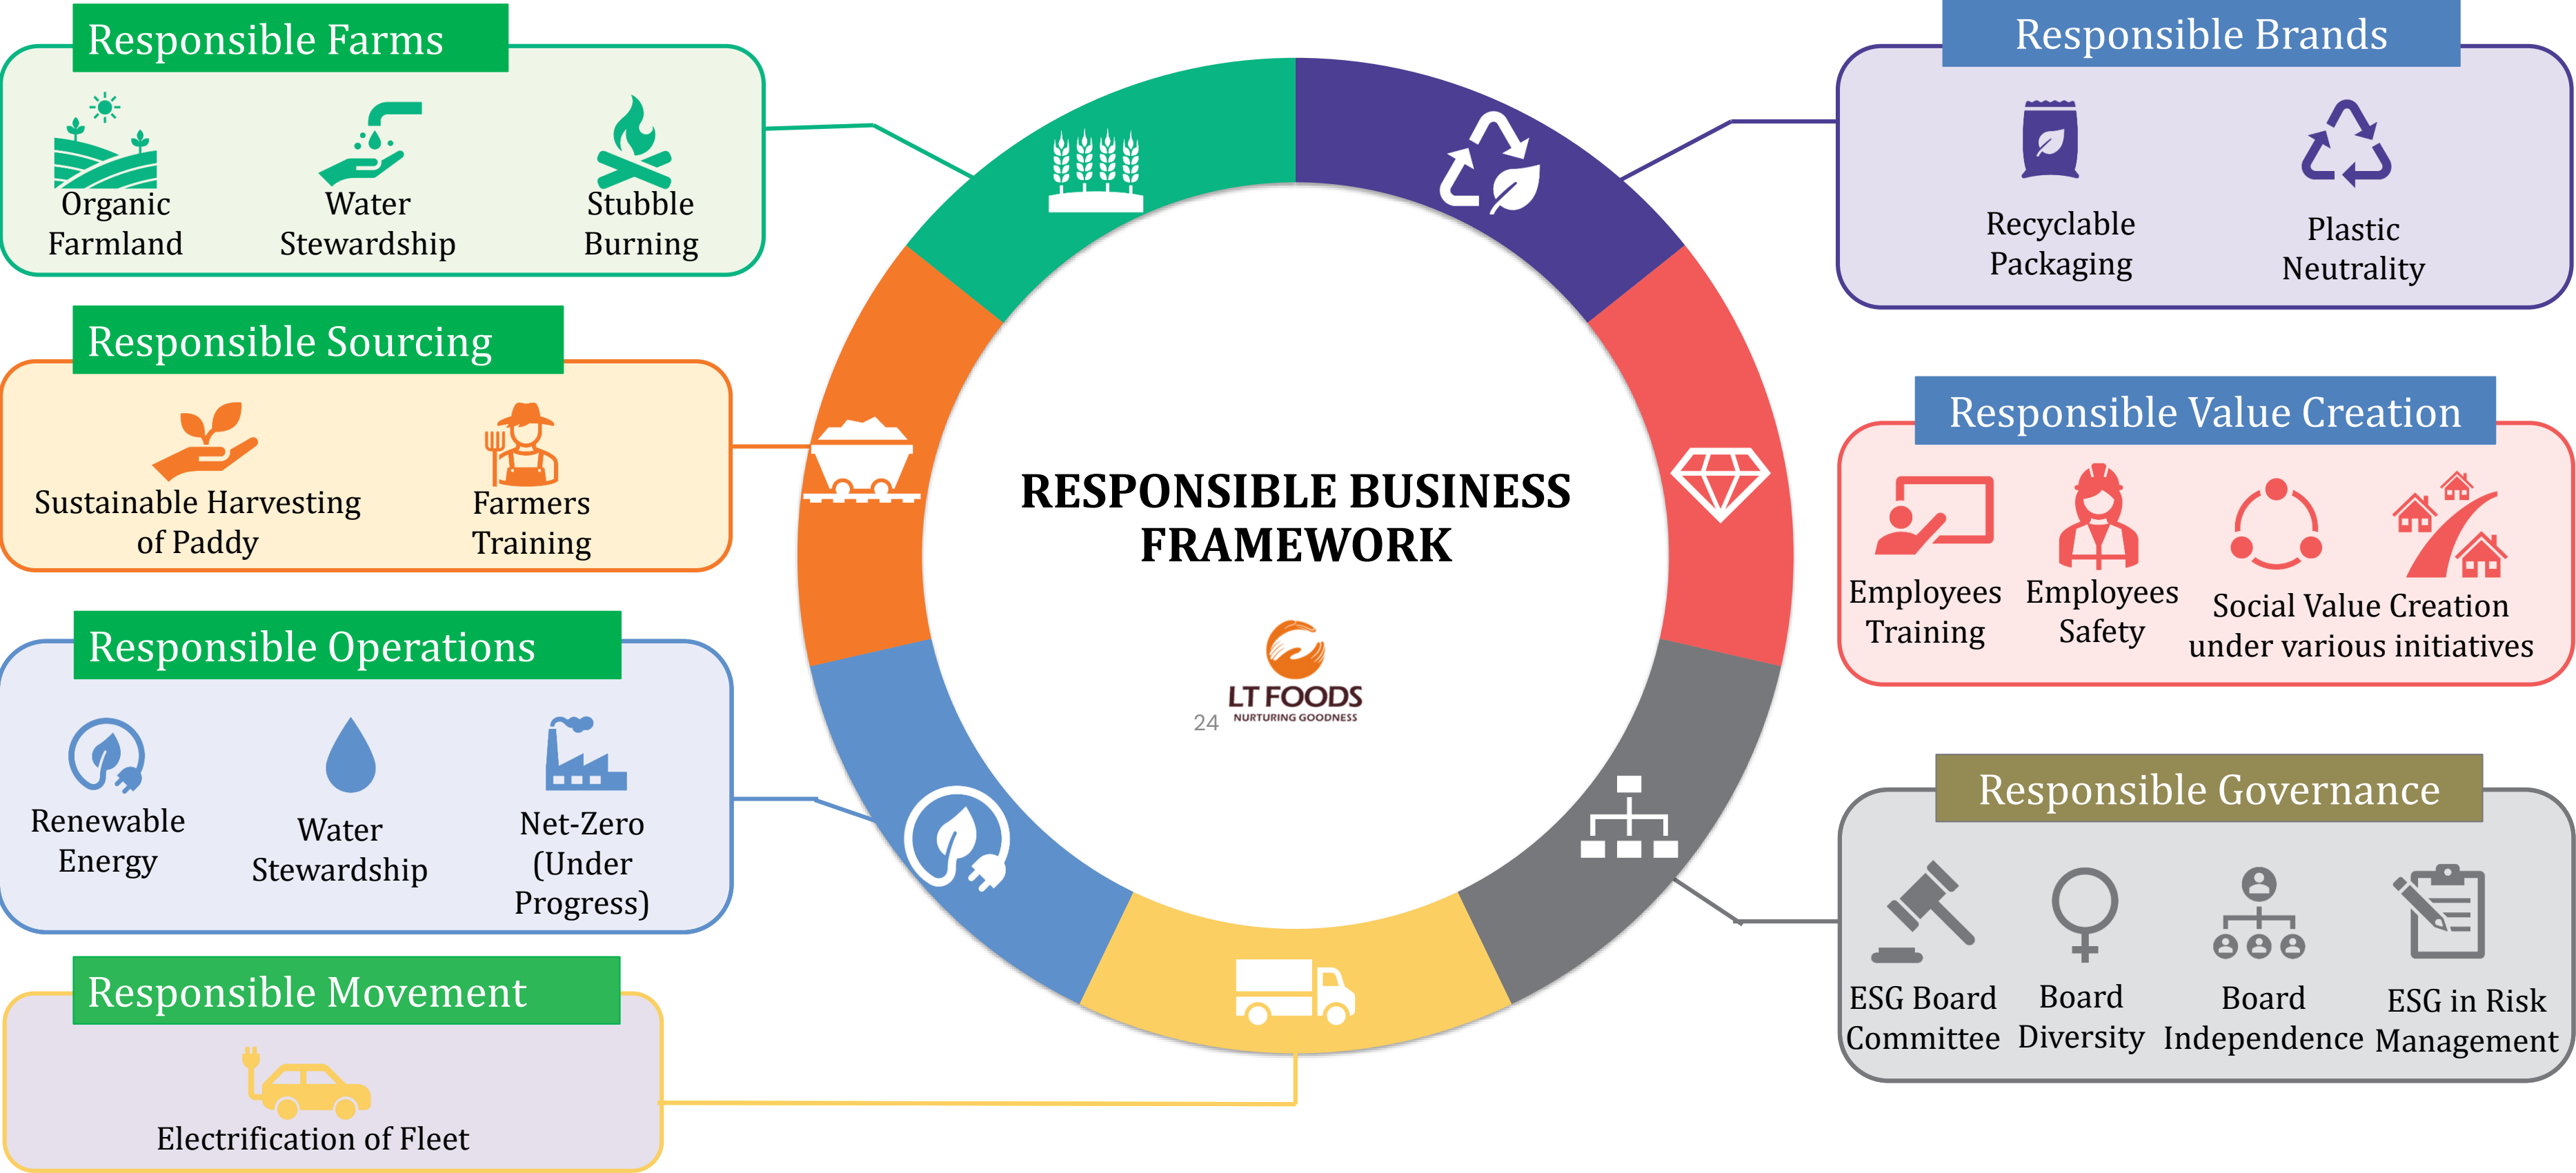 Responsible Farms
Organic
Farmland
Water
Stewardship
Stubble
Burning
Responsible Sourcing
Sustainable Harvesting
of Paddy
Farmers
Training
Responsible Operations
Renewable
Energy
Water
Stewardship
Net-Zero
(Under
Progress)
Responsible Movement
Electrification of Fleet
RESPONSIBLE BUSINESS
FRAMEWORK
LT FOODS
NURTURING GOODNESS
24
Responsible Brands
Recyclable
Packaging
Plastic
Neutrality
Responsible Value Creation
Employees
Training
Employees
Safety
Social Value Creation
under various initiatives
Responsible Governance
ESG Board
Committee
Board
Diversity
Board
Independence
ESG in Risk
Management